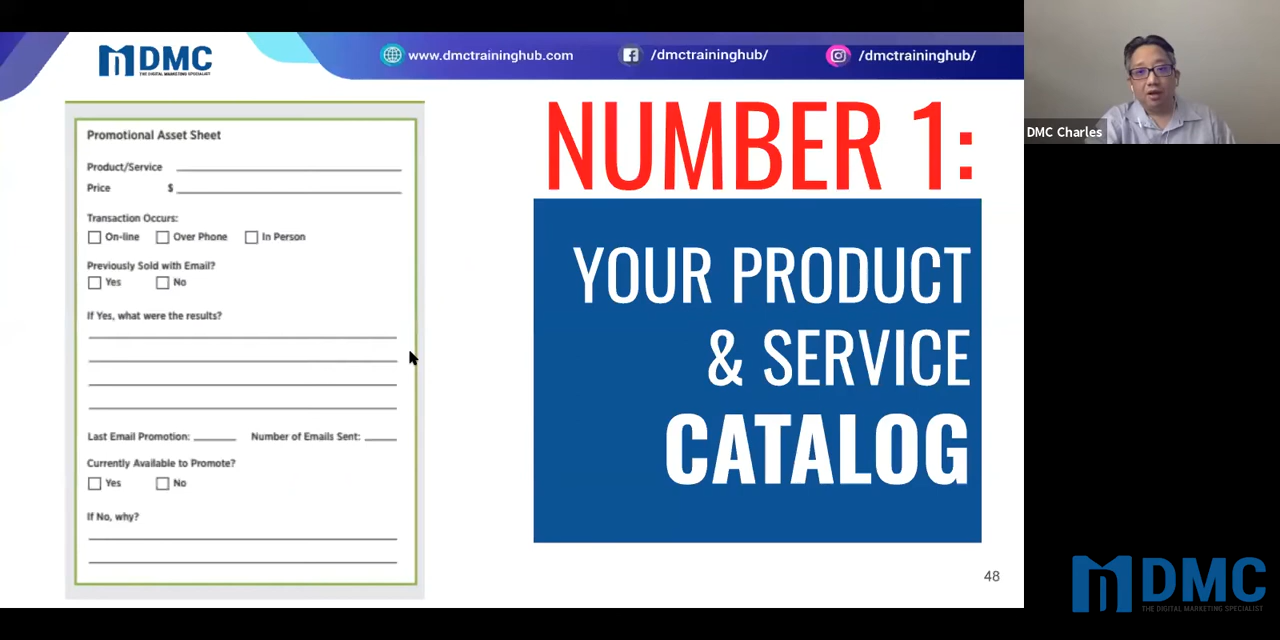 DMC
THE DIGITAL MARKETING SPECIALIST
www.dmctraininghub.com
/dmctraininghub/
/dmctraininghub/
DMC Charles
Promotional Asset Sheet
Product/Service
Price $
Transaction Occurs:
On-line Over Phone In Person
Previously Sold with Email?
Yes No
If Yes, what were the results?
Last Email Promotion: Number of Emails Sent:
Currently Available to Promote?
Yes No
If No, why?
NUMBER 1:
YOUR PRODUCT
& SERVICE
CATALOG
48
DMC
THE DIGITAL MARKETING SPECIALIST